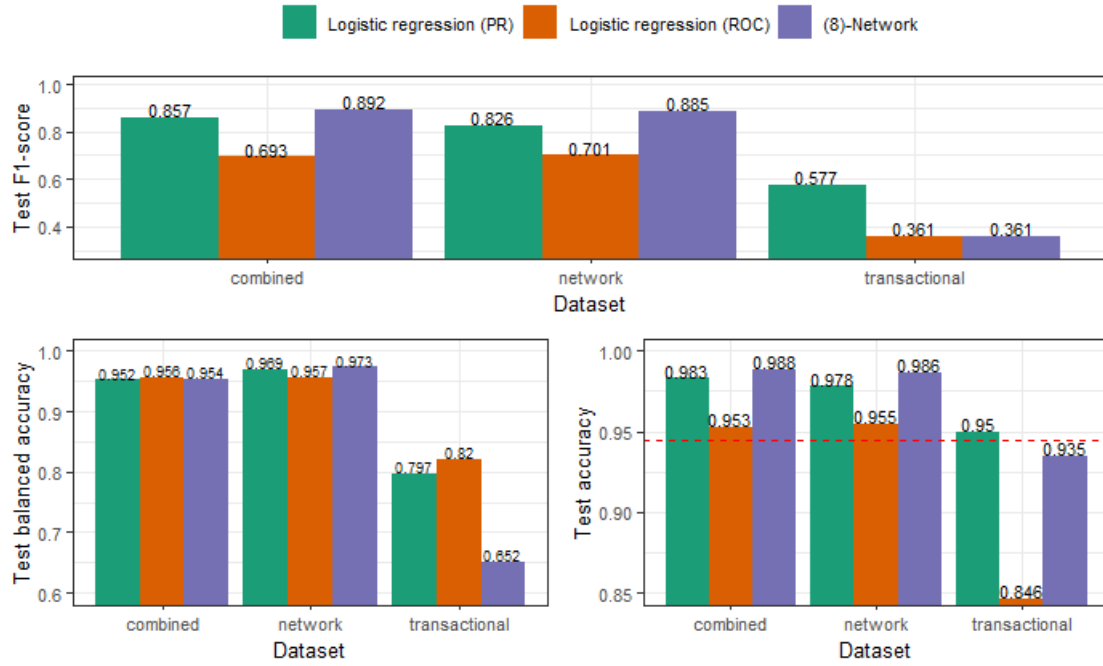 Logistic regression (PR) Logistic regression (ROC) (8)-Network
Test F1-score
1.0
0.8
0.6
0.4
0.857 0.693 0.892 0.826 0.701 0.885 0.577 0.361 0.361
combined network transactional
Dataset
Test balanced accuracy
1.0
0.9
0.8
0.7
0.6
0.952 0.956 0.954 0.969 0.957 0.973 0.797 0.82 0.652
combined network transactional
Dataset
Test accuracy
1.00
0.95
0.90
0.85
0.983 0.953 0.988 0.978 0.955 0.986 0.95 0.846 0.935
combined network transactional
Dataset